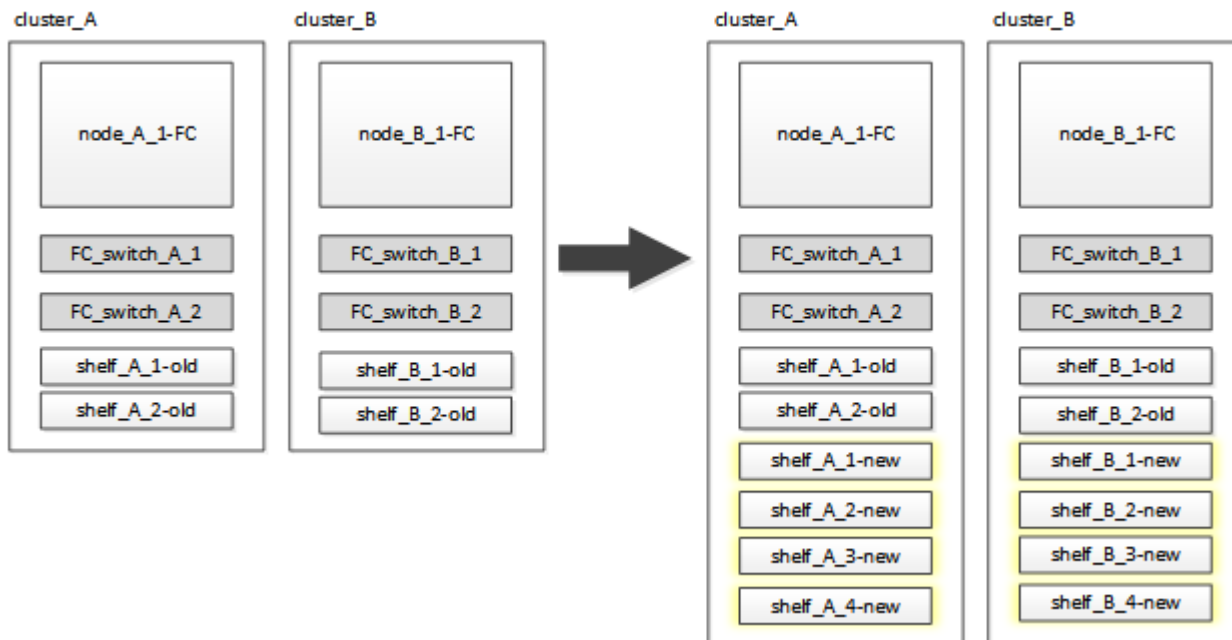 cluster_A
node_A_1-FC
FC_switch_A_1
FC_switch_A_2
shelf_A_1-old
shelf_A_2-old
cluster_B
node_B_1-FC
FC_switch_B_1
FC_switch_B_2
shelf_B_1-old
shelf_B_2-old
cluster_A
node_A_1-FC
FC_switch_A_1
FC_switch_A_2
shelf_A_1-old
shelf_A_2-old
shelf_A_1-new
shelf_A_2-new
shelf_A_3-new
shelf_A_4-new
cluster_B
node_B_1-FC
FC_switch_B_1
FC_switch_B_2
shelf_B_1-old
shelf_B_2-old
shelf_B_1-new
shelf_B_2-new
shelf_B_3-new
shelf_B_4-new